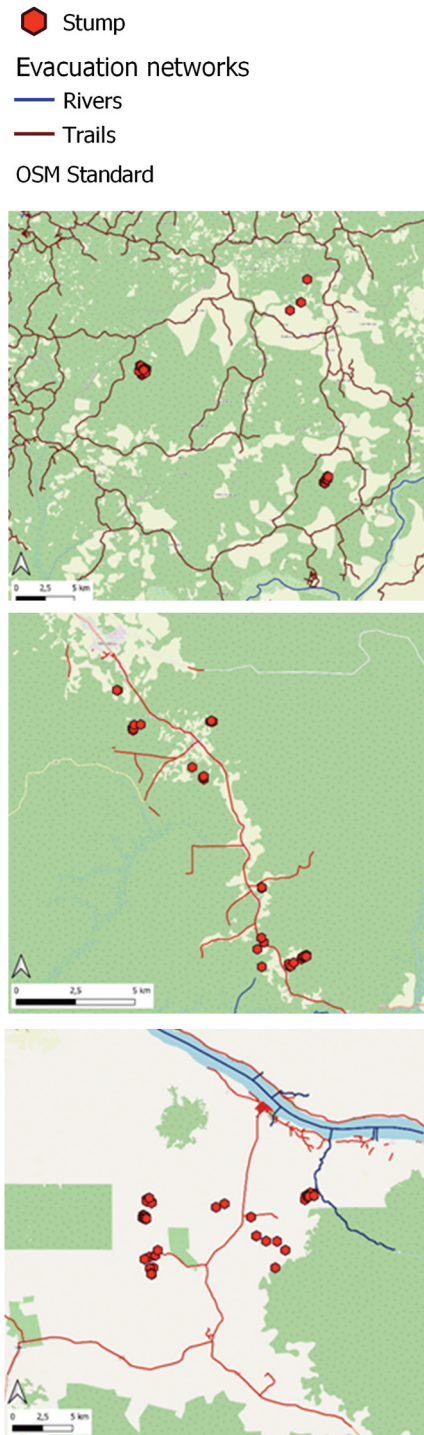 Stump
Evacuation networks
Rivers
Trails
OSM Standard
0 2,5 5 km
0 2,5 5 km
0 2,5 5 km